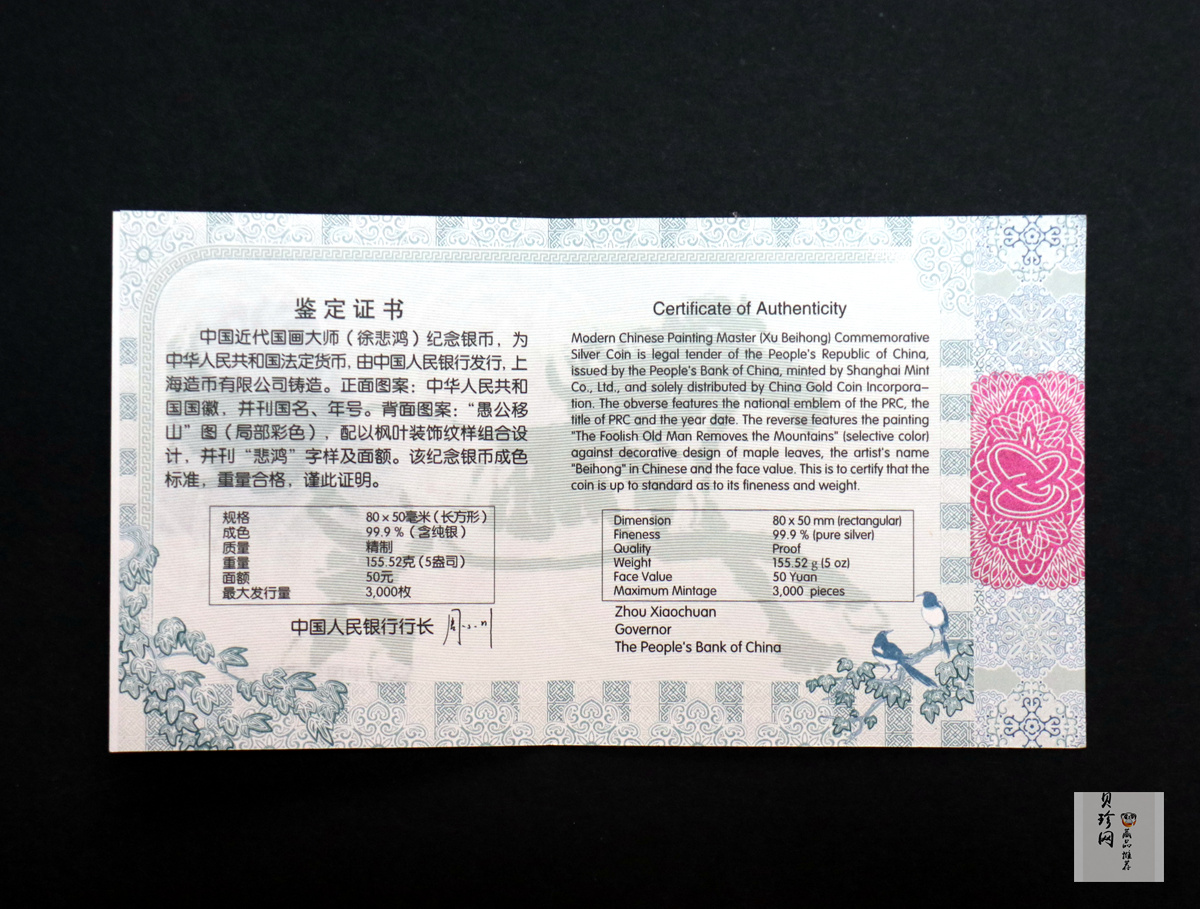 鉴定证书
中国近代国画大师（徐悲鸿）纪念银币，为
中华人民共和国法定货币，由中国人民银行发行，上
海造币有限公司铸造。正面图案：中华人民共和
国国徽，并刊国名、年号。背面图案：“愚公移
山”图（局部彩色），配以枫叶装饰纹样组合设
计，并刊“悲鸿”字样及面额。该纪念银币成色
标准，重量合格，谨此证明。
规格 80×50毫米（长方形）
成色 99.9％（含纯银）
质量 精制
重量 155.52克（5盎司）
面额 50元
最大发行量 3,000枚
中国人民银行行长
Certificate of Authenticity
Modern Chinese Painting Master (Xu Beihong) Commemorative
Silver Coin is legal tender of the People's Republic of China,
issued by the People's Bank of China, minted by Shanghai Mint
Co., Ltd., and solely distributed by China Gold Coin Incorpora–
tion. The obverse features the national emblem of the PRC, the
title of PRC and the year date. The reverse features the painting
"The Foolish Old Man Removes the Mountains" (selective color)
against decorative design of maple leaves, the artist's name
"Beihong" in Chinese and the face value. This is to certify that the
coin is up to standard as to its fineness and weight.
Dimension 80 x 50 mm (rectangular)
Fineness 99.9 % (pure silver)
Quality Proof
Weight 155.52 g (5 oz)
Face Value 50 Yuan
Maximum Mintage 3,000 pieces
Zhou Xiaochuan
Governor
The People's Bank of China
贝珍网
藏品推荐